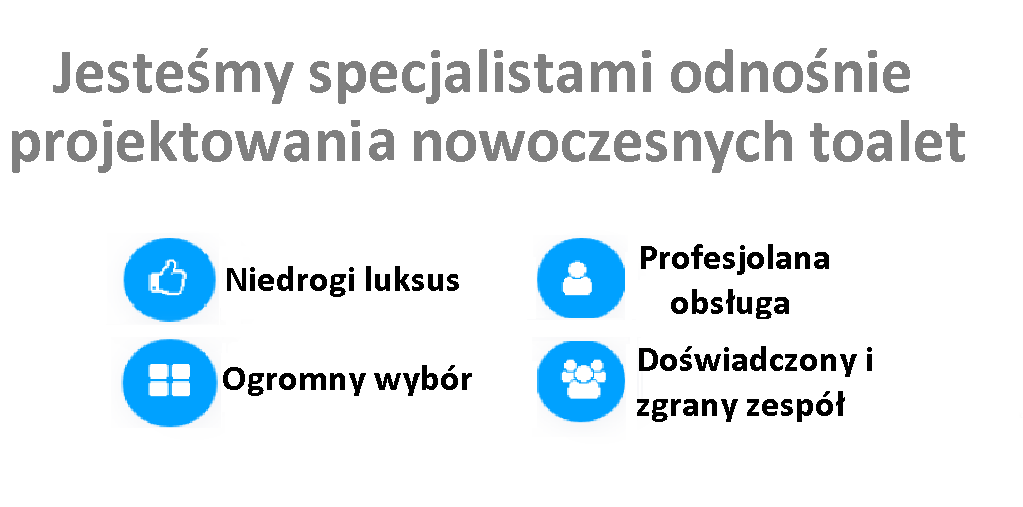 Jesteśmy specjalistami odnośnie
projektowania nowoczesnych toalet
Niedrogi luksus
Profesjolana
obsługa
Ogromny wybór
Doświadczony i
zgrany zespół